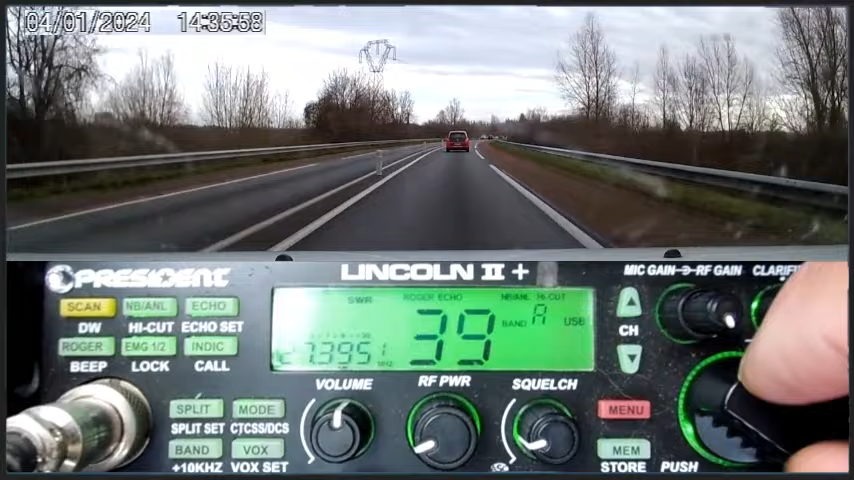 04/01/2024 14:35:58
PRESIDENT LINCOLN II + MIC GAIN RF GAIN
SCAN NB/ANL ECHO
DW HI-CUT ECHO SET
ROGER EMG 1/2 INDIC
BEEP LOCK CALL
SWR ROGER ECHO NB/ANL HI-CUT
39 BAND A USB
MHz
CH
VOLUME RF PWR SQUELCH
SPLIT MODE MENU
SPLIT SET CTCSS/DCS
BAND VOX MEM
+10KHZ VOX SET STORE PUSH